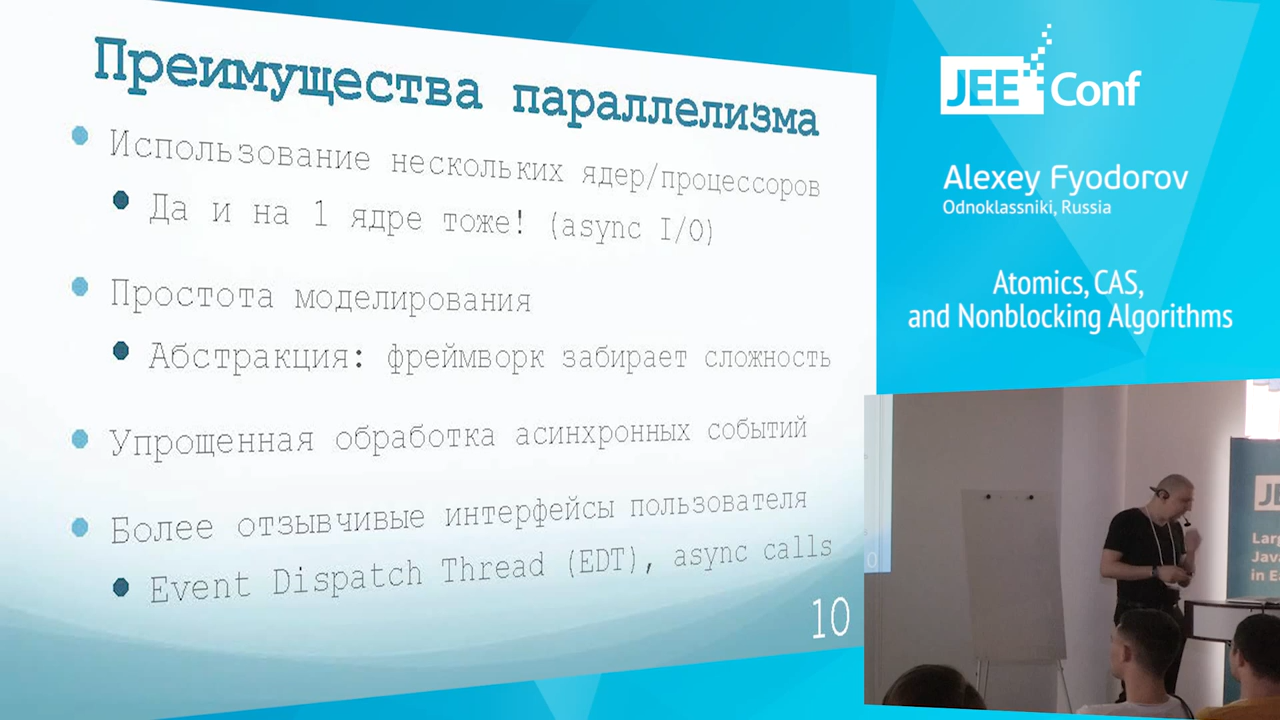 Преимущества параллелизма
Использование нескольких ядер/процессоров
Да и на 1 ядре тоже! (async I/O)
Простота моделирования
Абстракция: фреймворк забирает сложность
Упрощенная обработка асинхронных событий
Более отзывчивые интерфейсы пользователя
Event Dispatch Thread (EDT), async calls
10
JEE Conf
Alexey Fyodorov
Odnoklassniki, Russia
Atomics, CAS,
and Nonblocking Algorithms